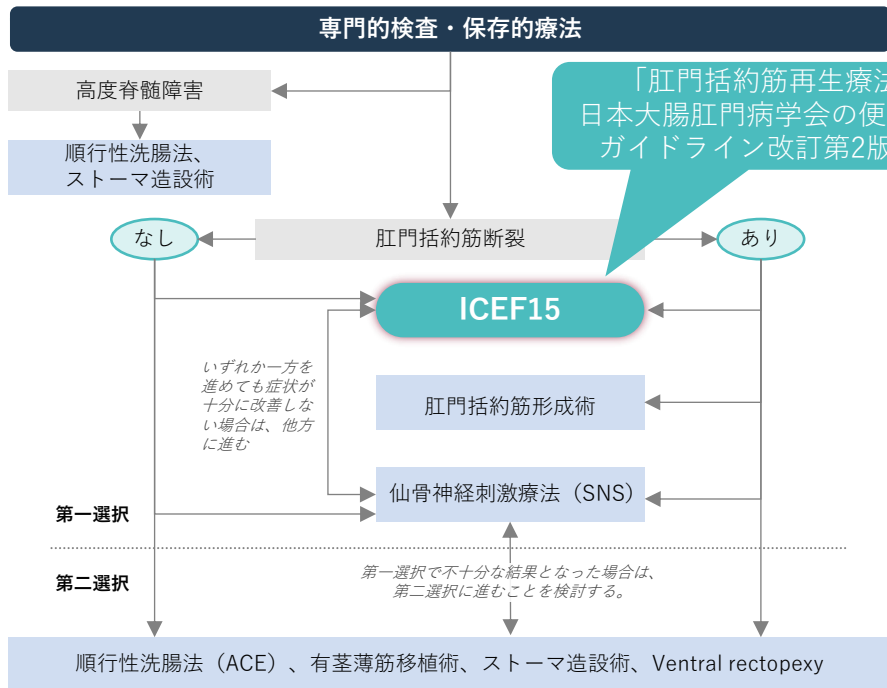 専門的検査・保存的療法
高度脊髄障害
順行性洗腸法、
ストーマ造設術
「肛門括約筋再生療法
日本大腸肛門病学会の便
ガイドライン改訂第2版
なし
肛門括約筋断裂
あり
ICEF15
いずれか一方を
進めても症状が
十分に改善しな
い場合は、他方
に進む
肛門括約筋形成術
仙骨神経刺激療法（SNS）
第一選択
第二選択
第一選択で不十分な結果となった場合は、
第二選択に進むことを検討する。
順行性洗腸法（ACE）、有茎薄筋移植術、ストーマ造設術、Ventral rectopexy